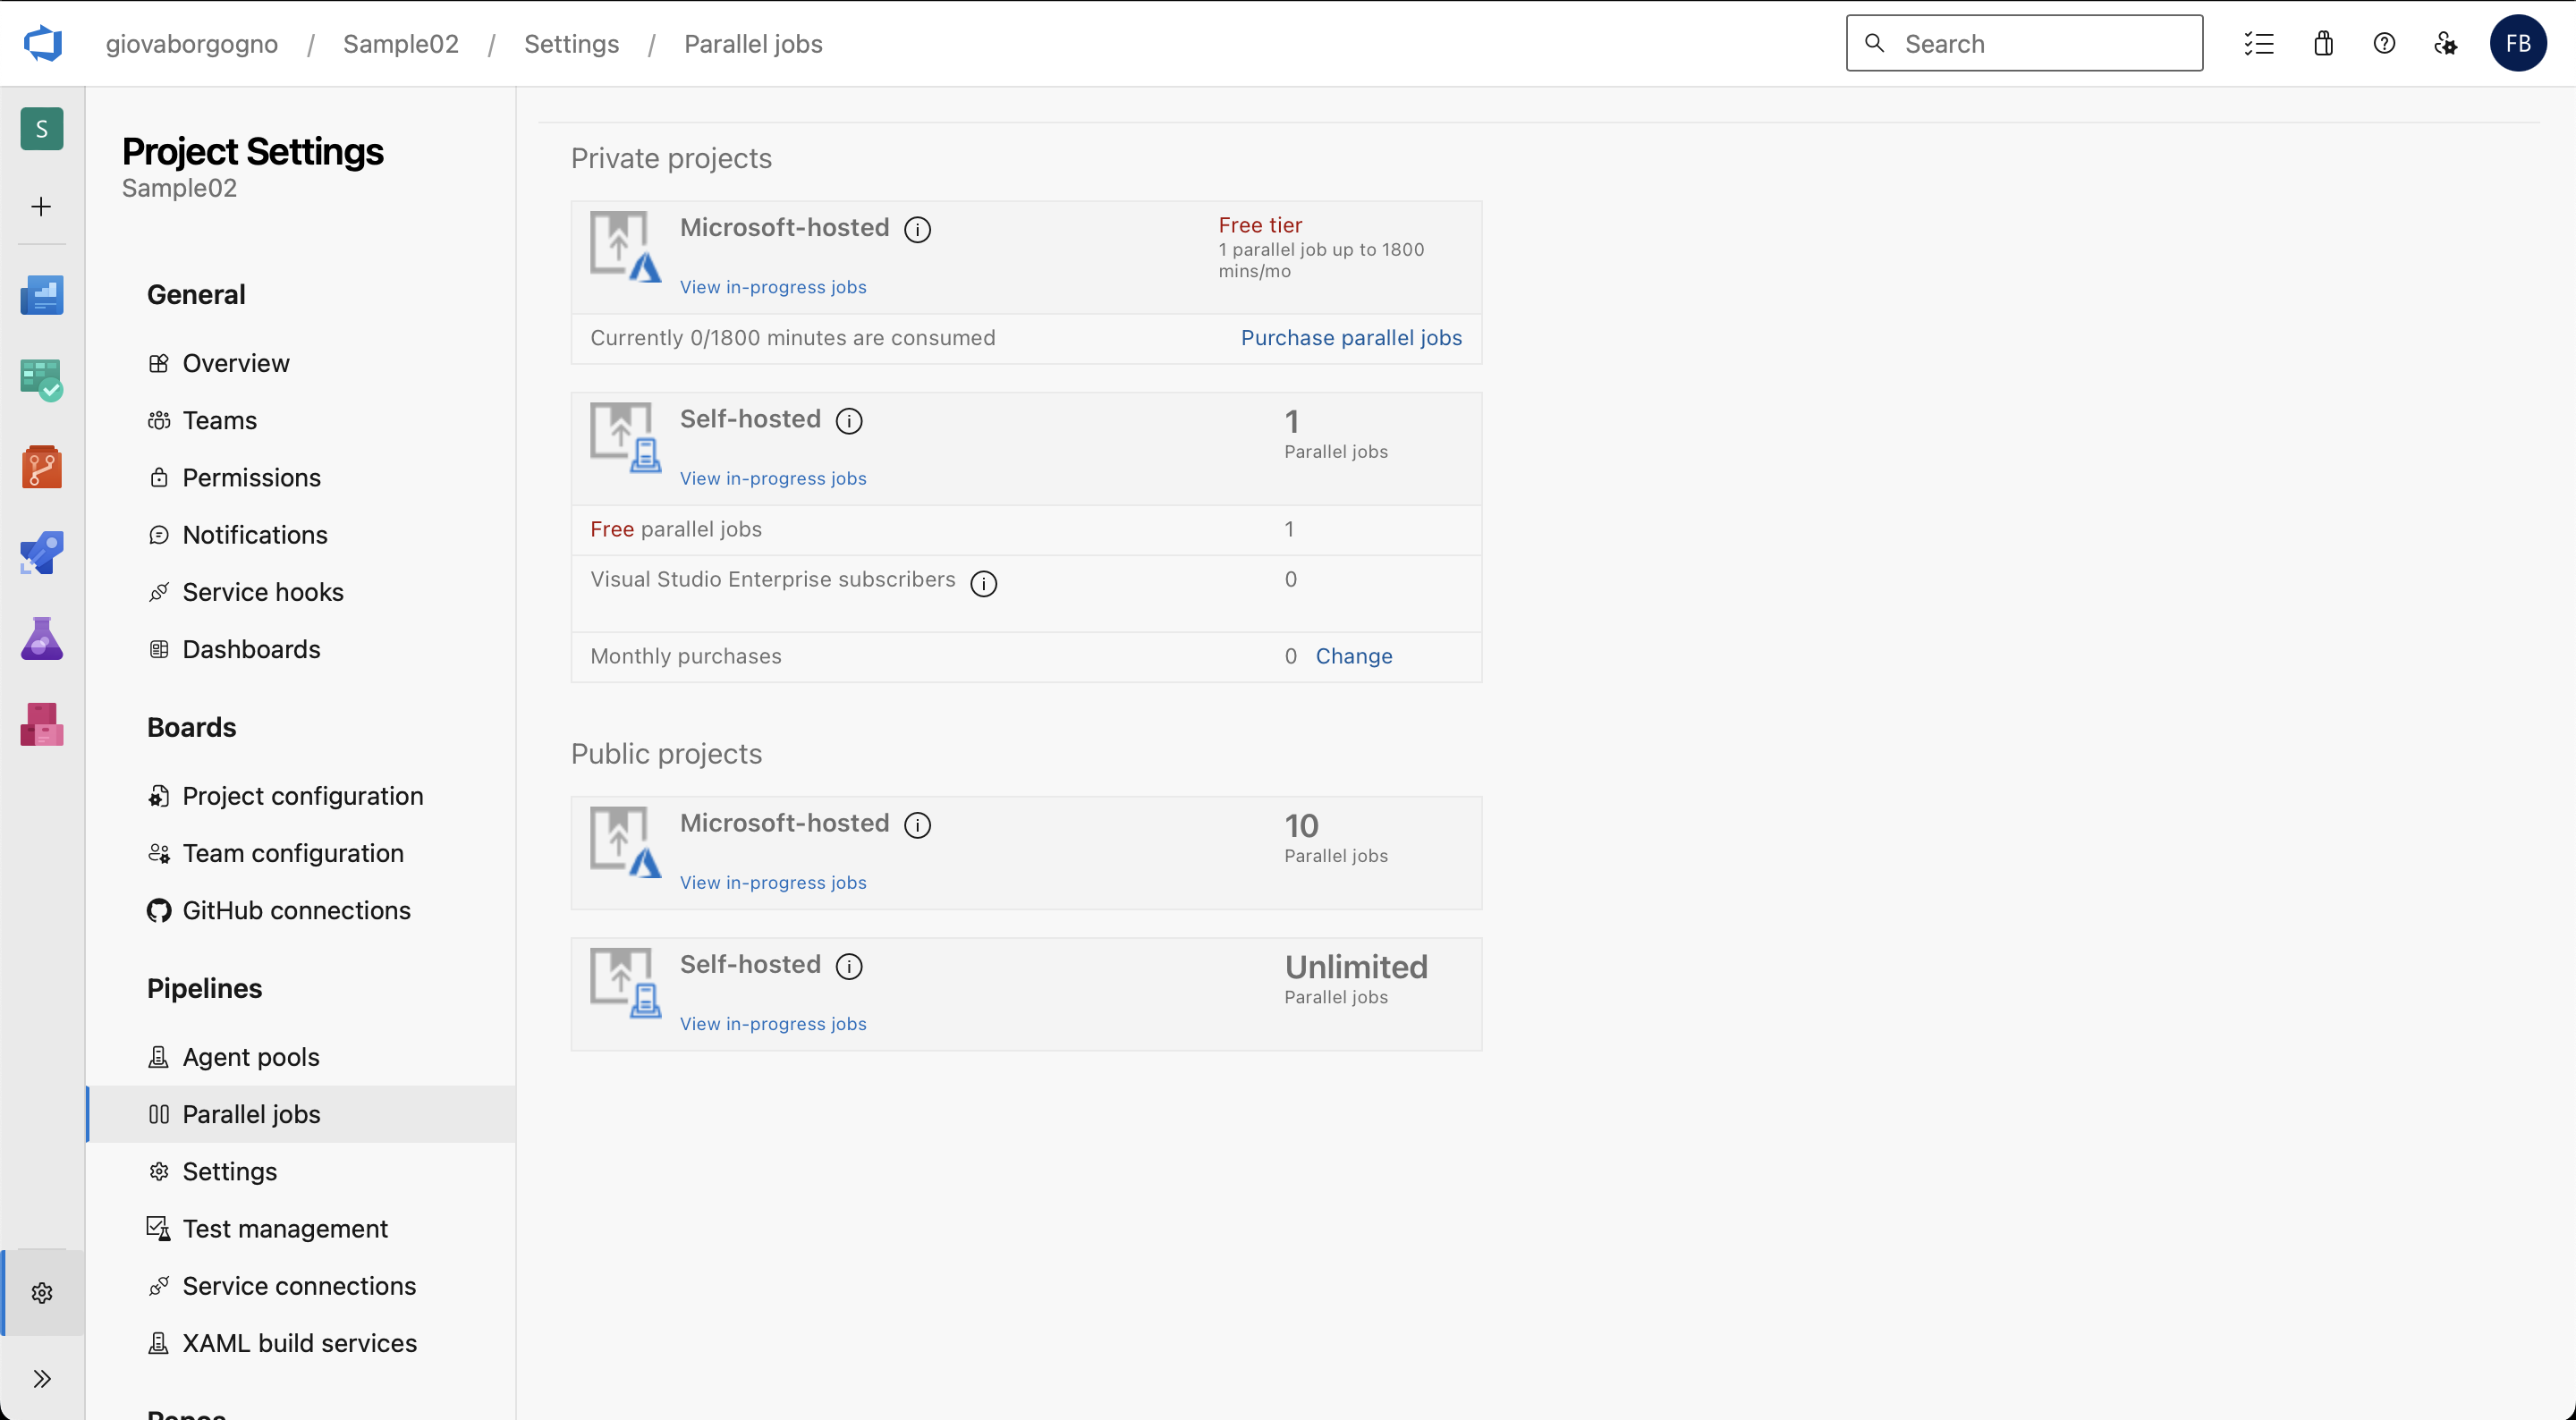 giovaborgogno / Sample02 / Settings / Parallel jobs
Search
FB
S
Project Settings
Sample02
General
Overview
Teams
Permissions
Notifications
Service hooks
Dashboards
Boards
Project configuration
Team configuration
GitHub connections
Pipelines
Agent pools
Parallel jobs
Settings
Test management
Service connections
XAML build services
Private projects
Microsoft-hosted
Free tier
1 parallel job up to 1800
mins/mo
View in-progress jobs
Currently 0/1800 minutes are consumed
Purchase parallel jobs
Self-hosted
1
Parallel jobs
View in-progress jobs
Free parallel jobs 1
Visual Studio Enterprise subscribers 0
Monthly purchases 0 Change
Public projects
Microsoft-hosted
10
Parallel jobs
View in-progress jobs
Self-hosted
Unlimited
Parallel jobs
View in-progress jobs